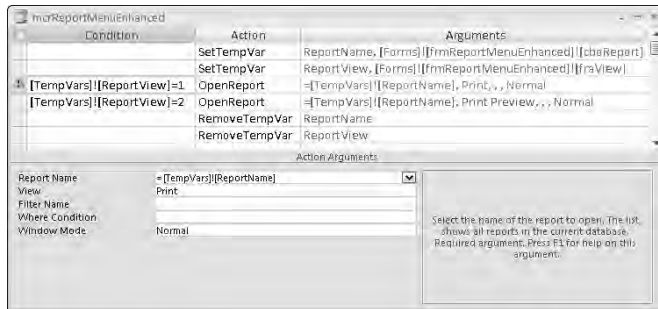 mcrReportMenuEnhanced
Condition Action Arguments
SetTempVar ReportName, [Forms]![frmReportMenuEnhanced]![cboReport]
SetTempVar ReportView, [Forms]![frmReportMenuEnhanced]![fraView]
[TempVars]![ReportView]=1 OpenReport =[TempVars]![ReportName], Print, , , Normal
[TempVars]![ReportView]=2 OpenReport =[TempVars]![ReportName], Print Preview, , , Normal
RemoveTempVar ReportName
RemoveTempVar ReportView
Action Arguments
Report Name =[TempVars]![ReportName]
View Print
Filter Name
Where Condition
Window Mode Normal
Select the name of the report to open. The list
shows all reports in the current database.
Required argument. Press F1 for help on this
argument.